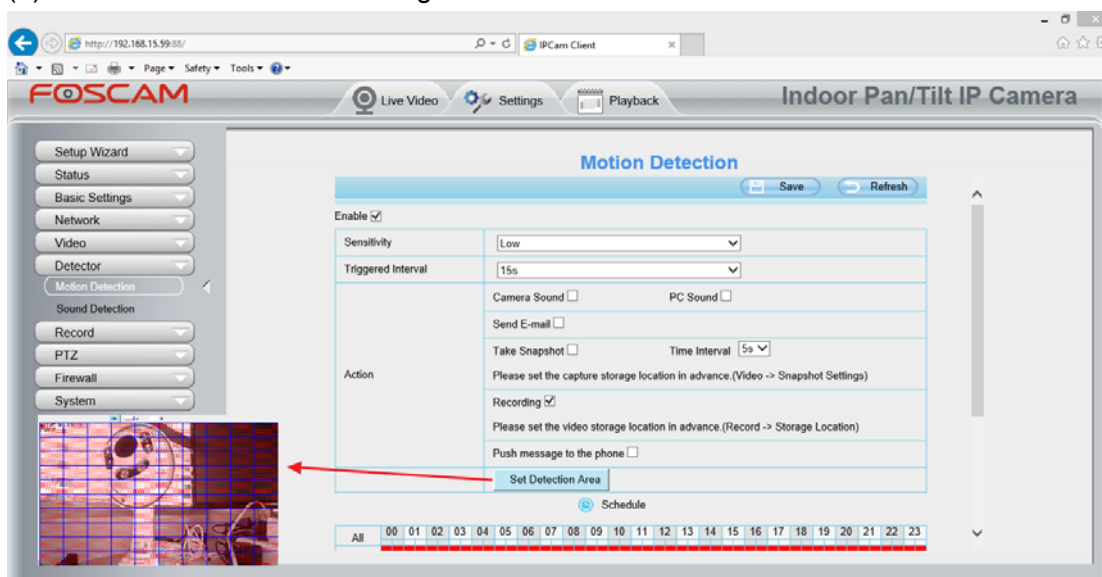 http://192.168.15.59:88/
IPCam Client
Page Safety Tools
FOSCAM
Live Video Settings Playback
Indoor Pan/Tilt IP Camera
Setup Wizard
Status
Basic Settings
Network
Video
Detector
Motion Detection
Sound Detection
Record
PTZ
Firewall
System
Motion Detection
Save Refresh
Enable
Sensitivity Low
Triggered Interval 15s
Action
Camera Sound PC Sound
Send E-mail
Take Snapshot Time Interval 5s
Please set the capture storage location in advance.(Video -> Snapshot Settings)
Recording
Please set the video storage location in advance.(Record -> Storage Location)
Push message to the phone
Set Detection Area
Schedule
All 00 01 02 03 04 05 06 07 08 09 10 11 12 13 14 15 16 17 18 19 20 21 22 23